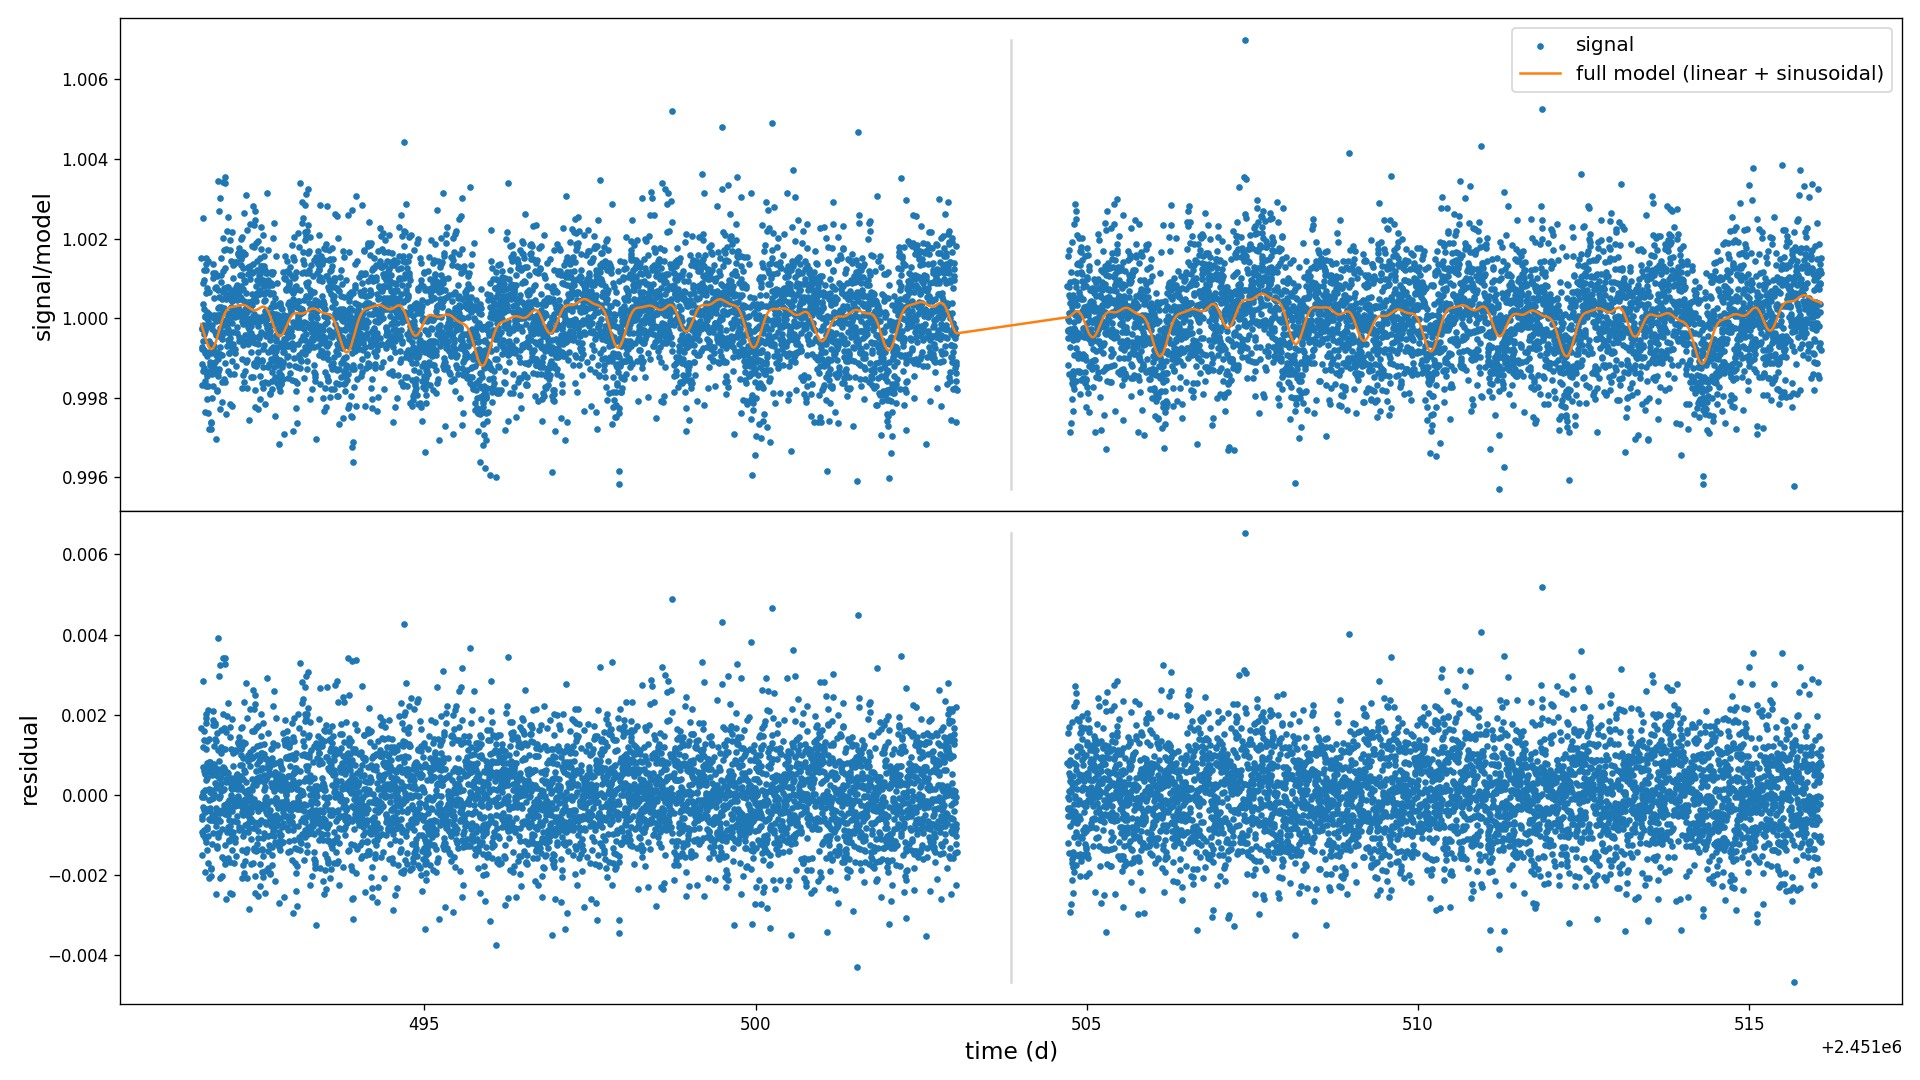 signal
full model (linear + sinusoidal)
signal/model
1.006
1.004
1.002
1.000
0.998
0.996
residual
0.006
0.004
0.002
0.000
−0.002
−0.004
495
500
505
510
515
time (d)
+2.451e6